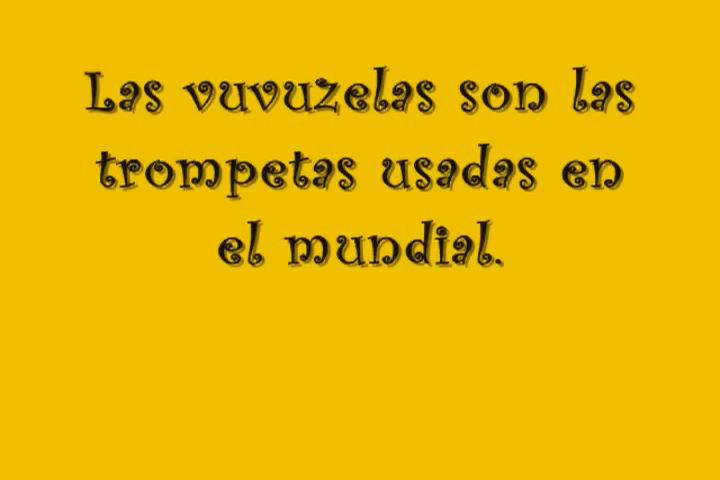 Las vuvuzelas son las
trompetas usadas en
el mundial.